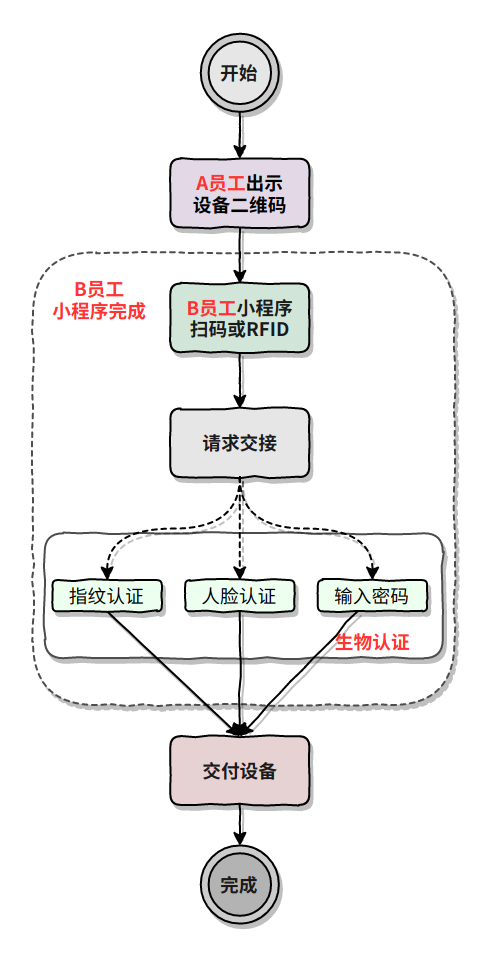 开始
A员工出示
设备二维码
B员工
小程序完成
B员工小程序
扫码或RFID
请求交接
指纹认证
人脸认证
输入密码
生物认证
交付设备
完成